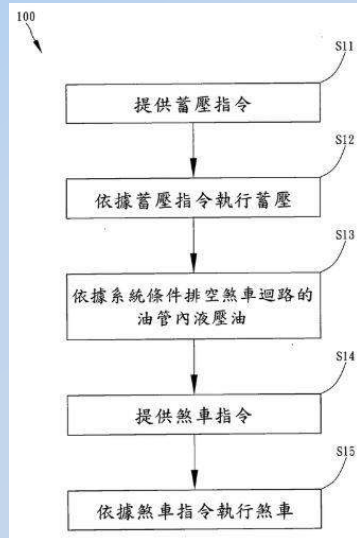 100
S11
提供蓄壓指令
S12
依據蓄壓指令執行蓄壓
S13
依據系統條件排空煞車迴路的
油管內液壓油
S14
提供煞車指令
S15
依據煞車指令執行煞車